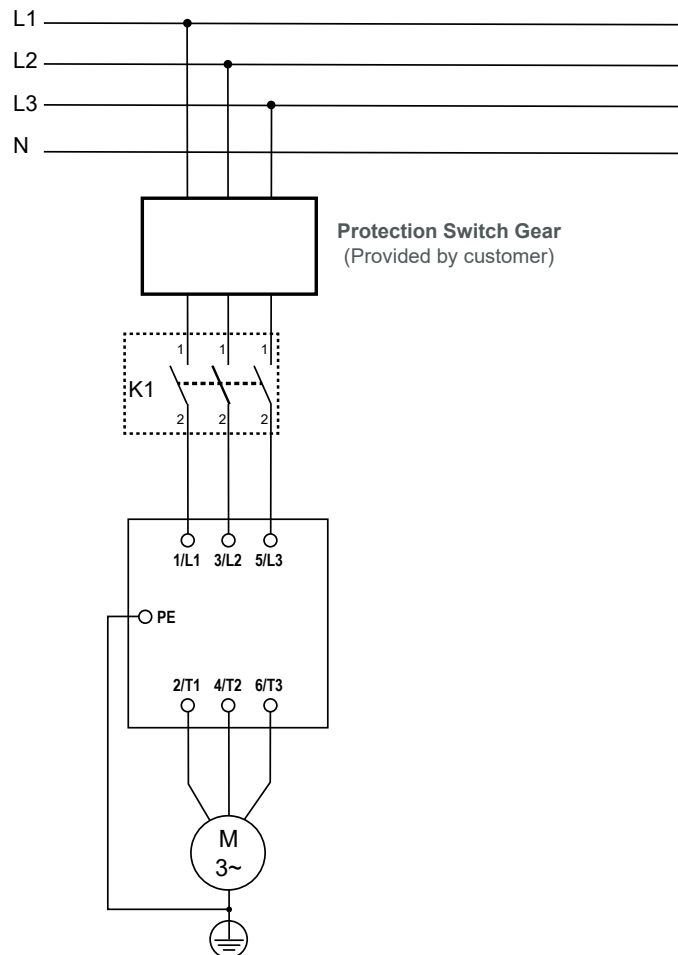 L1
L2
L3
N
Protection Switch Gear
(Provided by customer)
1 1 1
K1
2 2 2
1/L1 3/L2 5/L3
PE
2/T1 4/T2 6/T3
M
3~